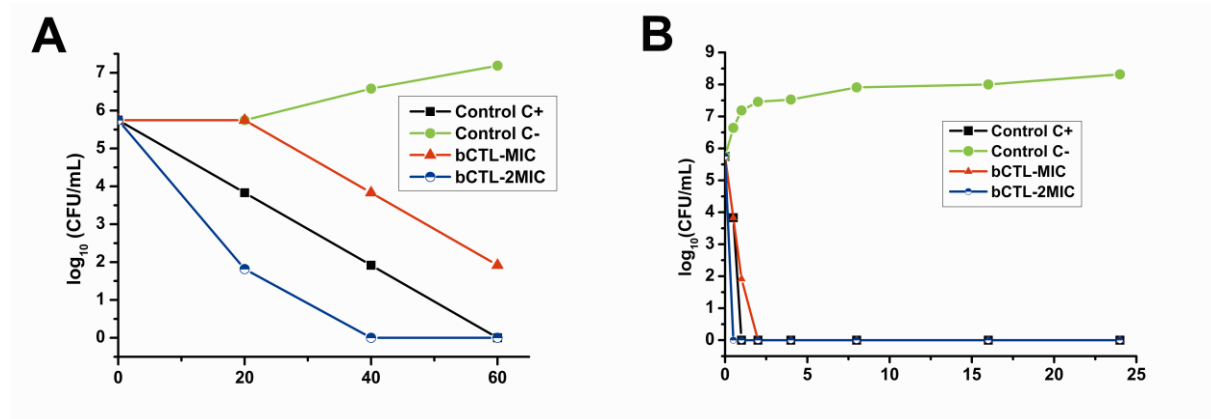 A
log10 (CFU/mL)
7
6
5
4
3
2
1
0
0 20 40 60
Control C+
Control C-
bCTL-MIC
bCTL-2MIC
B
log10(CFU/mL)
9
8
7
6
5
4
3
2
1
0
0 5 10 15 20 25
Control C+
Control C-
bCTL-MIC
bCTL-2MIC